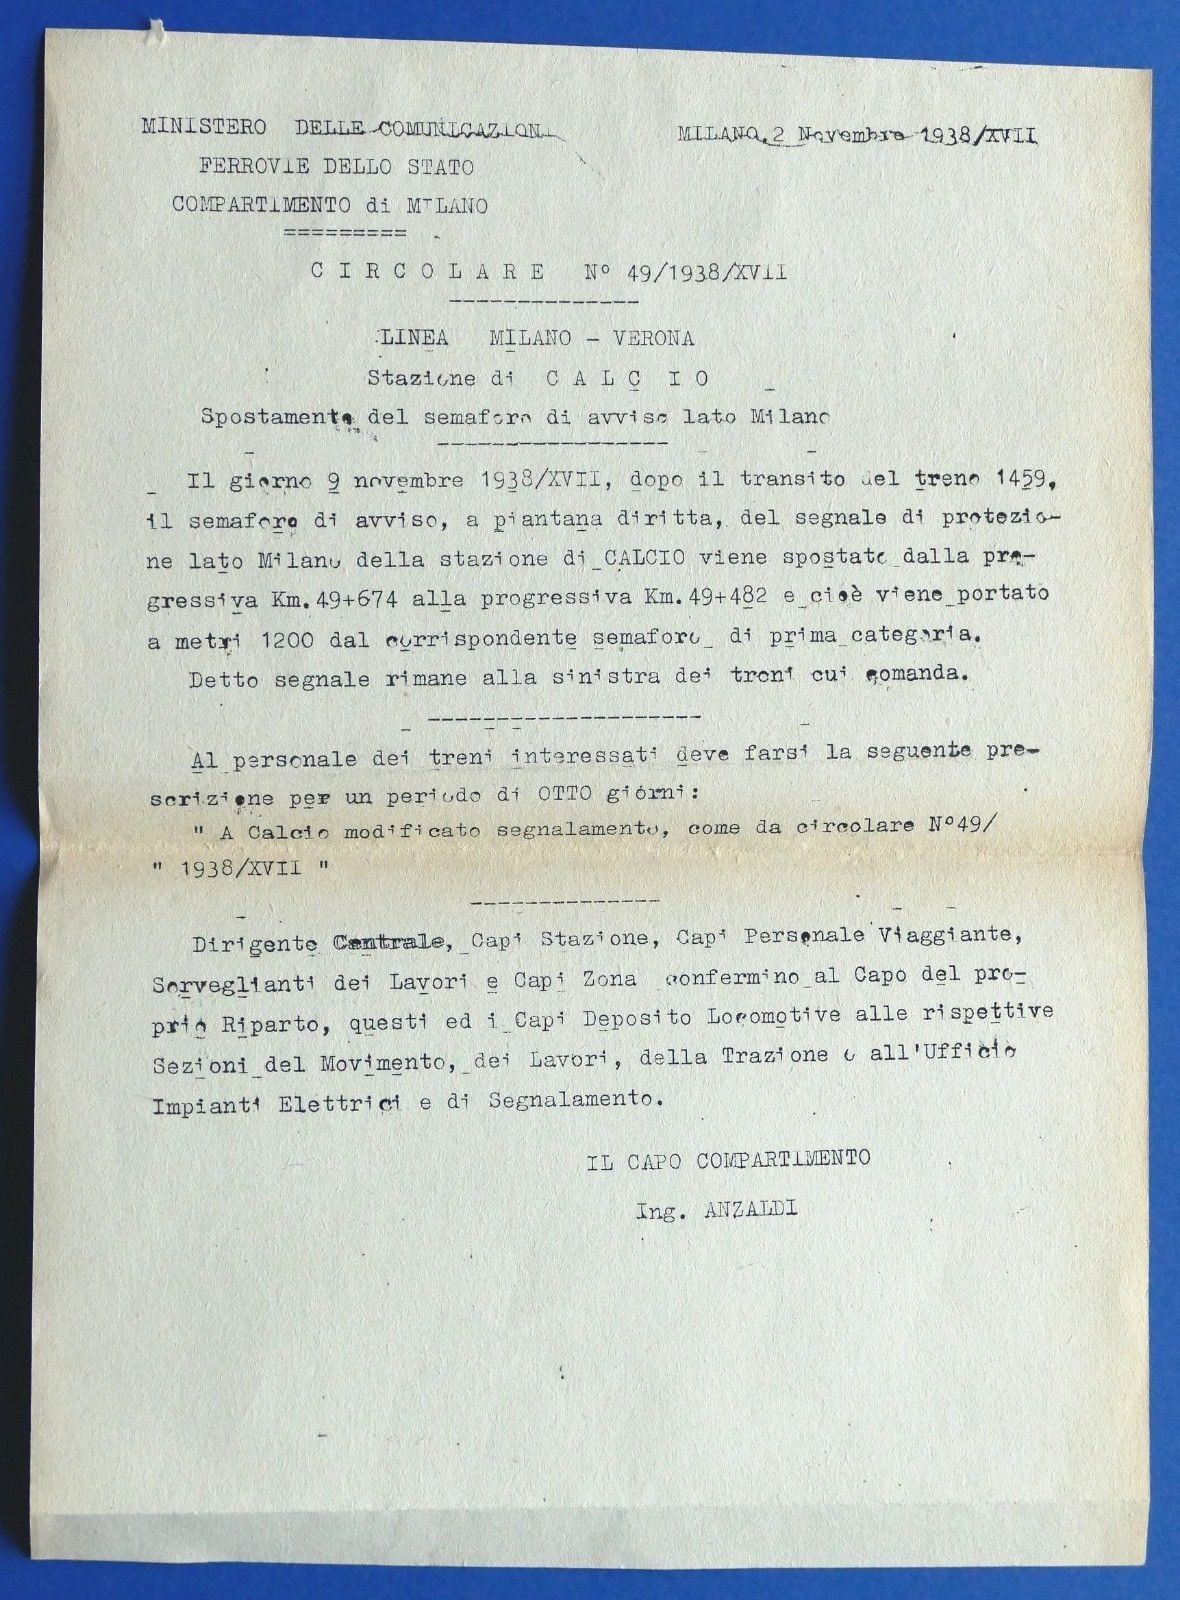 MINISTERO DELLE COMUNICAZIONI
MILANO, 2 Novembre 1938/XVII
FERROVIE DELLO STATO
COMPARTIMENTO di MILANO
=========
C I R C O L A R E N° 49/1938/XVII
--------------
LINEA MILANO - VERONA
Stazione di C A L C I O
Spostamento del semaforo di avviso lato Milano
-----------------
Il giorno 9 novembre 1938/XVII, dopo il transito del treno 1459,
il semaforo di avviso, a piantana diritta, del segnale di protezio-
ne lato Milano della stazione di CALCIO viene spostato dalla pro-
gressiva Km.49+674 alla progressiva Km.49+482 e cioè viene portato
a metri 1200 dal corrispondente semaforo di prima categoria.
Detto segnale rimane alla sinistra dei treni cui comanda.
--------------------
Al personale dei treni interessati deve farsi la seguente pre-
scrizione per un periodo di OTTO giorni:
" A Calcio modificato segnalamento, come da circolare N°49/
" 1938/XVII "
--------------
Dirigente Centrale, Capi Stazione, Capi Personale Viaggiante,
Sorveglianti dei Lavori e Capi Zona confermino al Capo del pro-
prio Riparto, questi ed i Capi Deposito Locomotive alle rispettive
Sezioni del Movimento, dei Lavori, della Trazione o all'Ufficio
Impianti Elettrici e di Segnalamento.
IL CAPO COMPARTIMENTO
Ing. ANZALDI